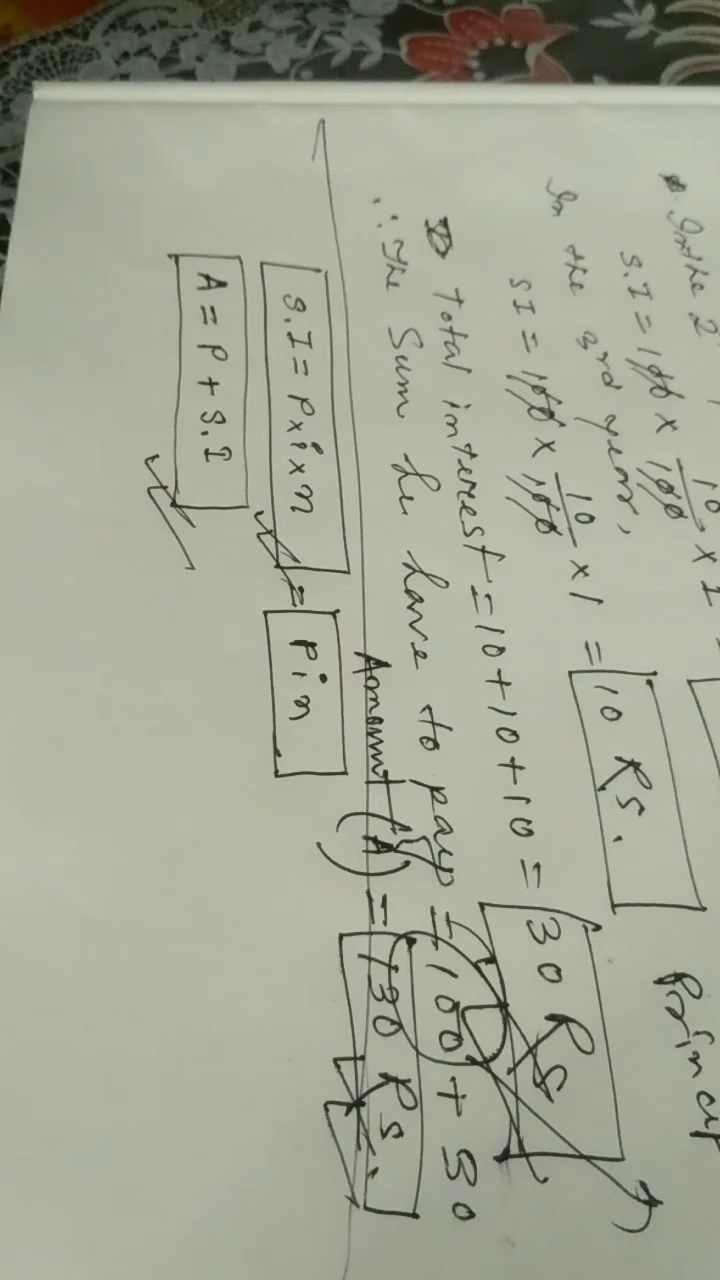 In the 2
S.I = 100 × 10/100 × 1
In the 3rd year,
SI = 100 × 10/100 × 1 = 10 Rs.
Princip
Total interest = 10 + 10 + 10 = 30 Rs
∴ The Sum he have to pay = 100 + 30
Amount (A) = 130 Rs.
S.I = P×i×n = Pin
A = P + S.I